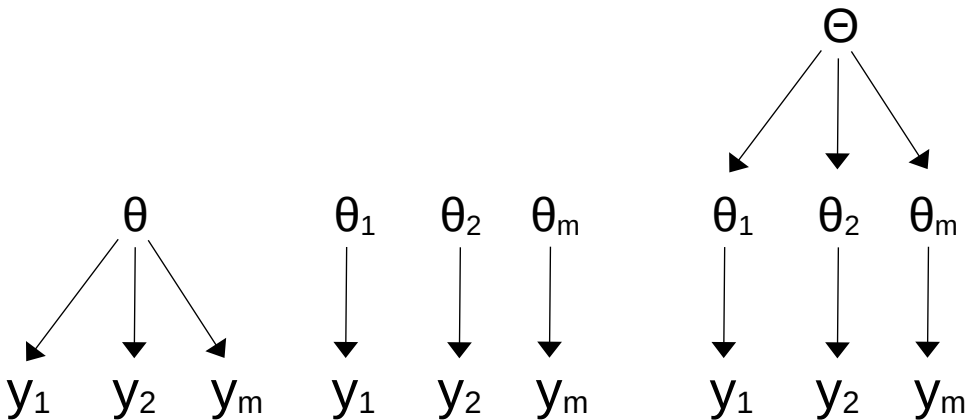 Θ
θ θ₁ θ₂ θₘ θ₁ θ₂ θₘ
y₁ y₂ yₘ y₁ y₂ yₘ y₁ y₂ yₘ